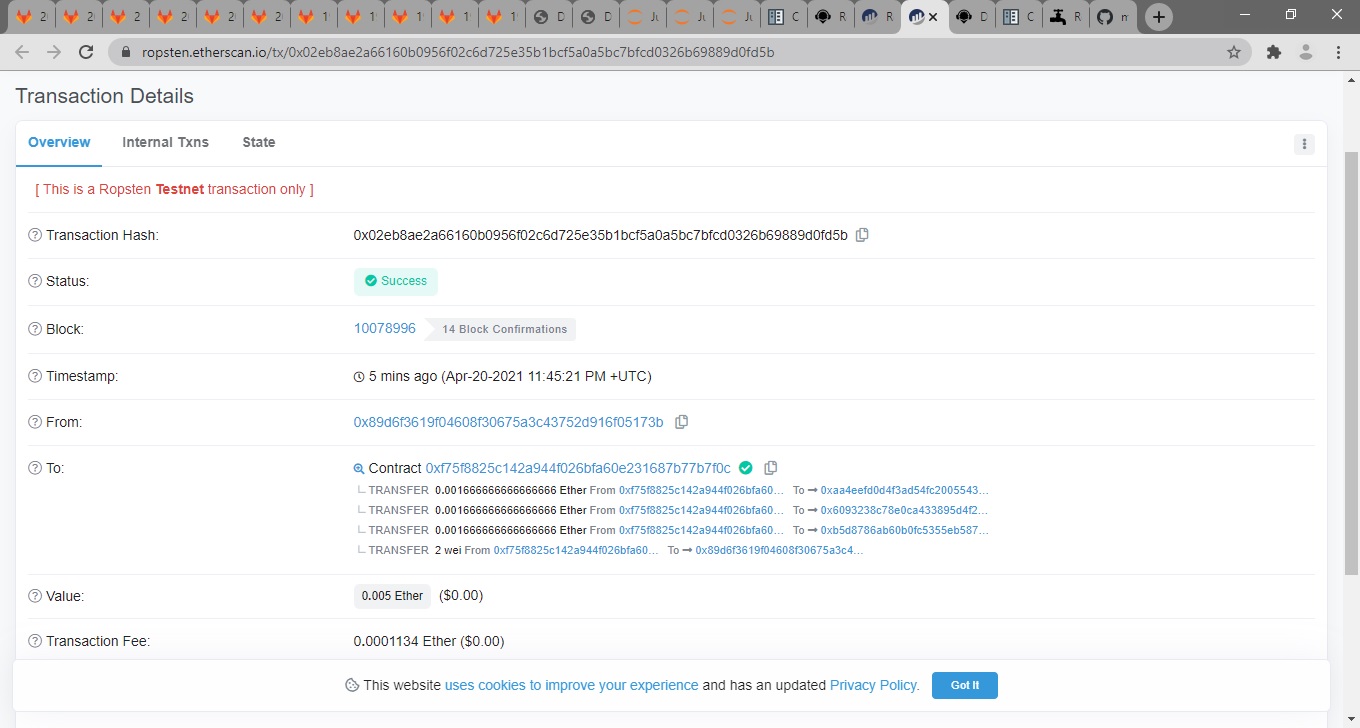 2 2 2 2 2 2 1 1 1 1 1 D D Ju Ju Ju C R R D C R m
ropsten.etherscan.io/tx/0x02eb8ae2a66160b0956f02c6d725e35b1bcf5a0a5bc7bfcd0326b69889d0fd5b
Transaction Details
Overview Internal Txns State
[ This is a Ropsten Testnet transaction only ]
Transaction Hash: 0x02eb8ae2a66160b0956f02c6d725e35b1bcf5a0a5bc7bfcd0326b69889d0fd5b
Status: Success
Block: 10078996 14 Block Confirmations
Timestamp: 5 mins ago (Apr-20-2021 11:45:21 PM +UTC)
From: 0x89d6f3619f04608f30675a3c43752d916f05173b
To: Contract 0xf75f8825c142a944f026bfa60e231687b77b7f0c
TRANSFER 0.001666666666666666 Ether From 0xf75f8825c142a944f026bfa60... To → 0xaa4eefd0d4f3ad54fc2005543...
TRANSFER 0.001666666666666666 Ether From 0xf75f8825c142a944f026bfa60... To → 0x6093238c78e0ca433895d4f2...
TRANSFER 0.001666666666666666 Ether From 0xf75f8825c142a944f026bfa60... To → 0xb5d8786ab60b0fc5355eb587...
TRANSFER 2 wei From 0xf75f8825c142a944f026bfa60... To → 0x89d6f3619f04608f30675a3c4...
Value: 0.005 Ether ($0.00)
Transaction Fee: 0.0001134 Ether ($0.00)
This website uses cookies to improve your experience and has an updated Privacy Policy. Got It